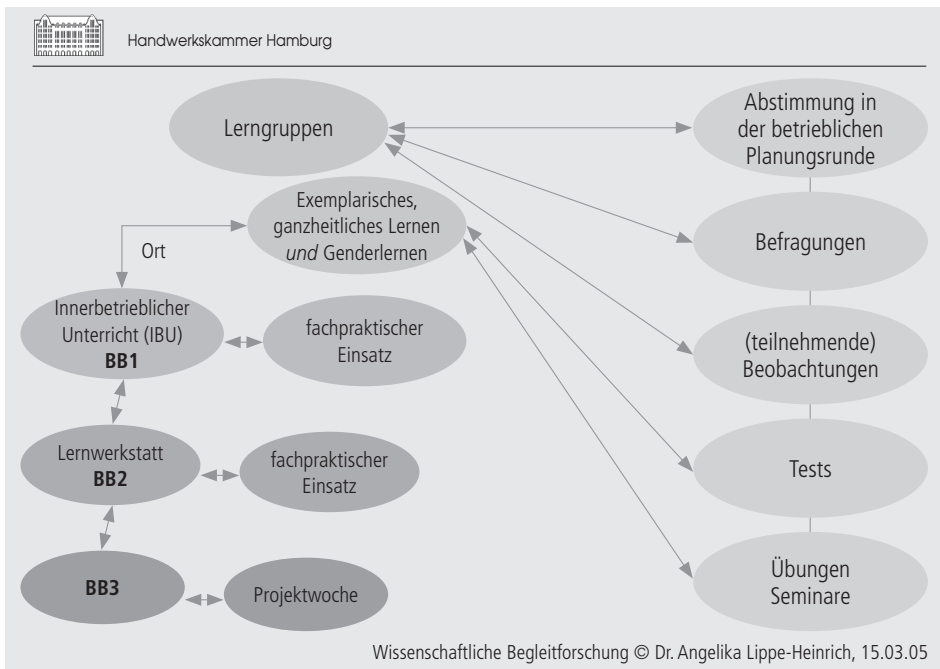 Handwerkskammer Hamburg
Lerngruppen
Abstimmung in
der betrieblichen
Planungsrunde
Exemplarisches,
ganzheitliches Lernen
und Genderlernen
Befragungen
Ort
Innerbetrieblicher
Unterricht (IBU)
BB1
fachpraktischer
Einsatz
(teilnehmende)
Beobachtungen
Lernwerkstatt
BB2
fachpraktischer
Einsatz
Tests
BB3
Projektwoche
Übungen
Seminare
Wissenschaftliche Begleitforschung © Dr. Angelika Lippe-Heinrich, 15.03.05